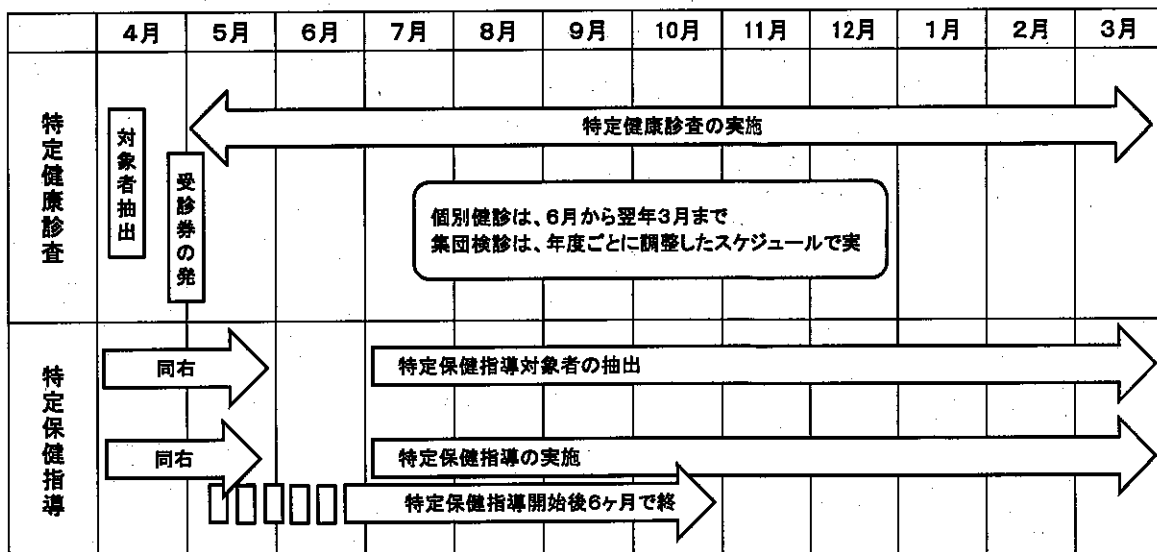 4月 5月 6月 7月 8月 9月 10月 11月 12月 1月 2月 3月
特定健康診査
対象者抽出
受診券の発
特定健康診査の実施
個別健診は、6月から翌年3月まで
集団検診は、年度ごとに調整したスケジュールで実
特定保健指導
同右
特定保健指導対象者の抽出
同右
特定保健指導の実施
特定保健指導開始後6ヶ月で終